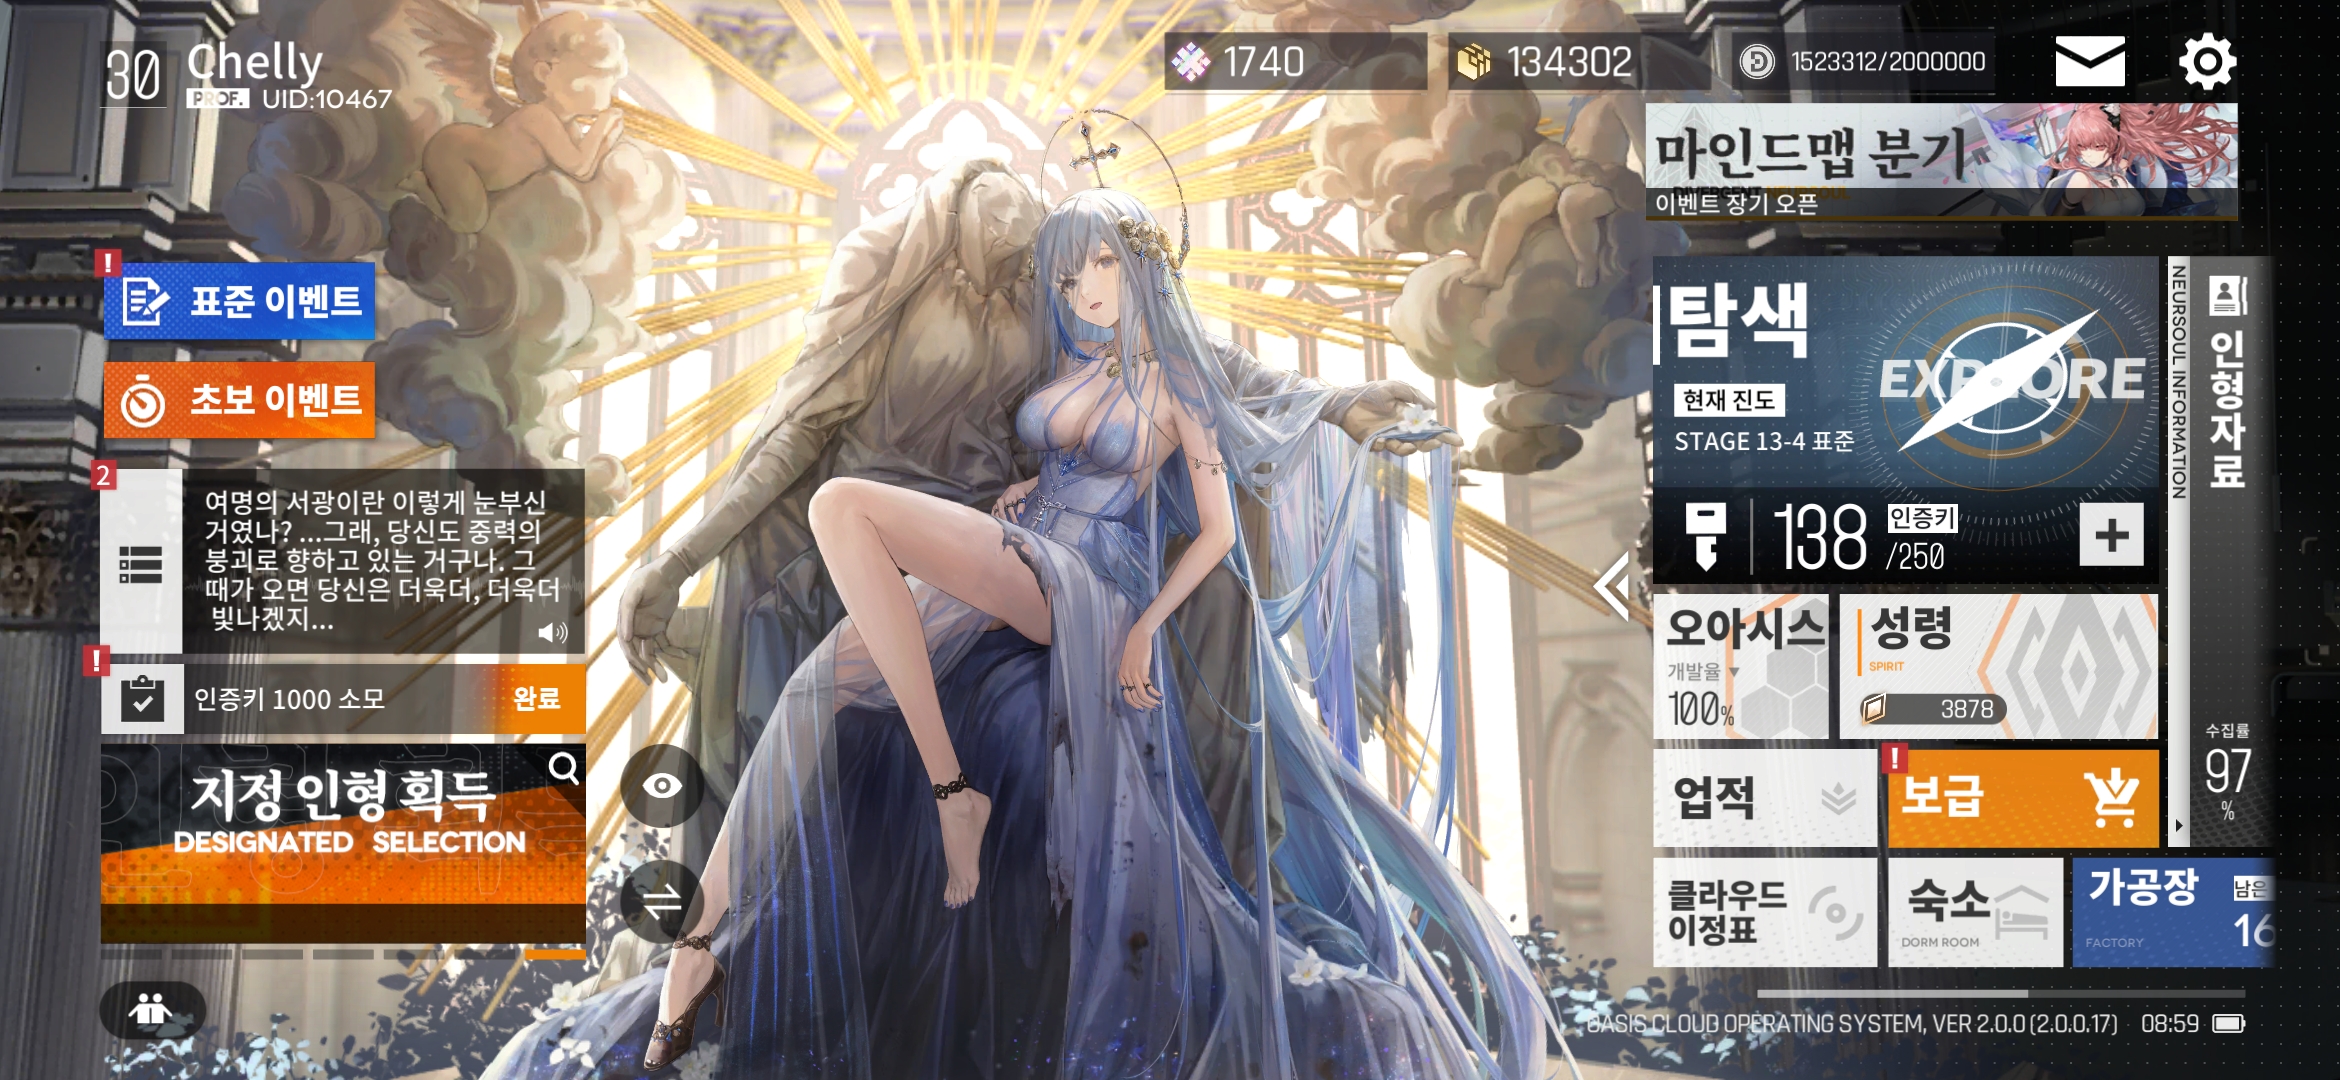 30
Chelly
PROF. UID:10467
1740
134302
1523312/2000000
마인드맵 분기
이벤트 장기 오픈
표준 이벤트
초보 이벤트
2
여명의 서광이란 이렇게 눈부신
거였나? ...그래, 당신도 중력의
붕괴로 향하고 있는 거구나. 그
때가 오면 당신은 더욱더, 더욱더
빛나겠지...
!
인증키 1000 소모
완료
지정 인형 획득
DESIGNATED SELECTION
탐색
EXPLORE
현재 진도
STAGE 13-4 표준
138
인증키
/250
+
NEURSOUL INFORMATION
인형자료
수집률
97
%
오아시스
개발율
100%
성령
SPIRIT
3878
업적
!
보급
클라우드
이정표
숙소
DORM ROOM
가공장
FACTORY
남은
16
OASIS CLOUD OPERATING SYSTEM, VER 2.0.0 (2.0.0.17)
08:59